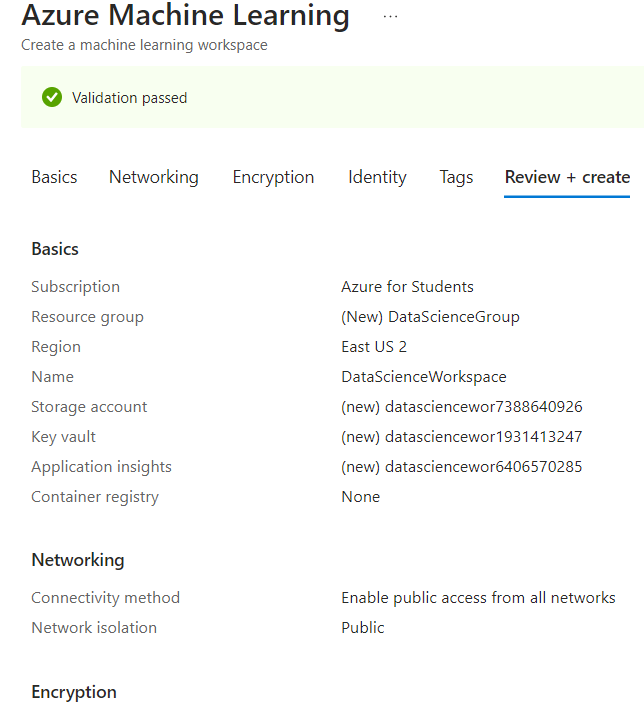 Azure Machine Learning ...
Create a machine learning workspace
Validation passed
Basics Networking Encryption Identity Tags Review + create
Basics
Subscription Azure for Students
Resource group (New) DataScienceGroup
Region East US 2
Name DataScienceWorkspace
Storage account (new) datasciencewor7388640926
Key vault (new) datasciencewor1931413247
Application insights (new) datasciencewor6406570285
Container registry None
Networking
Connectivity method Enable public access from all networks
Network isolation Public
Encryption